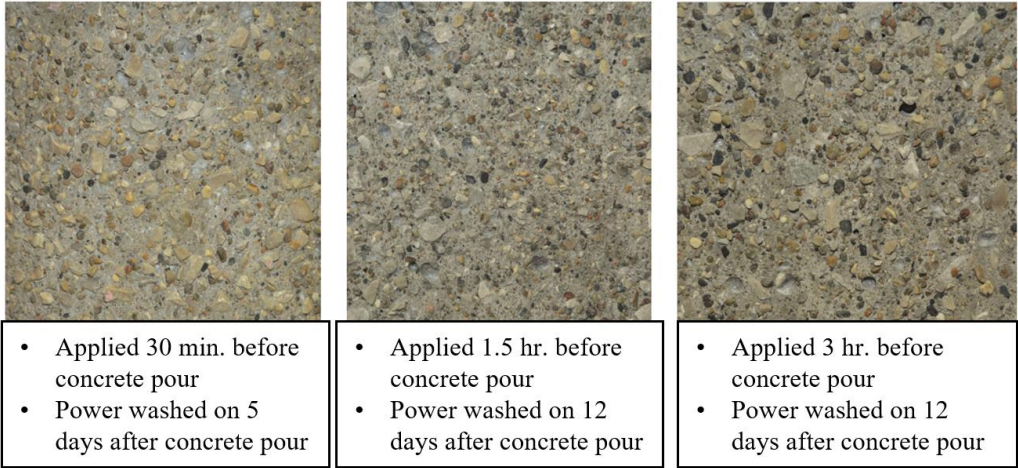 • Applied 30 min. before
concrete pour
• Power washed on 5
days after concrete pour
• Applied 1.5 hr. before
concrete pour
• Power washed on 12
days after concrete pour
• Applied 3 hr. before
concrete pour
• Power washed on 12
days after concrete pour